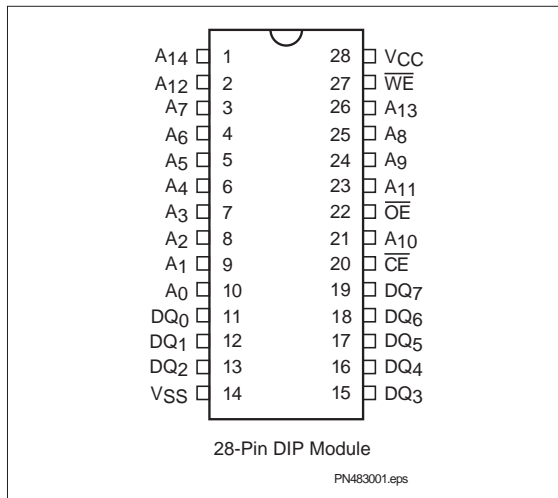 A14 1 28 VCC
A12 2 27 W̅E̅
A7 3 26 A13
A6 4 25 A8
A5 5 24 A9
A4 6 23 A11
A3 7 22 O̅E̅
A2 8 21 A10
A1 9 20 C̅E̅
A0 10 19 DQ7
DQ0 11 18 DQ6
DQ1 12 17 DQ5
DQ2 13 16 DQ4
VSS 14 15 DQ3
28-Pin DIP Module
PN483001.eps